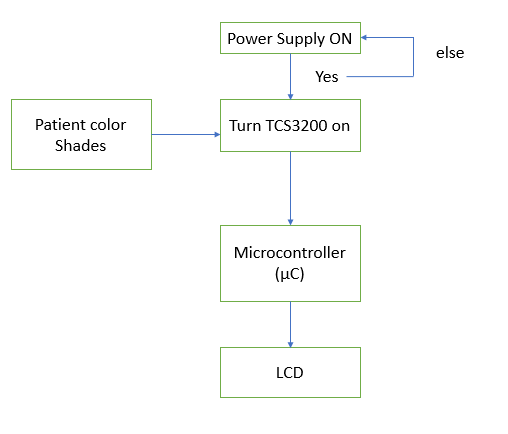 Power Supply ON
else
Yes
Patient color
Shades
Turn TCS3200 on
Microcontroller
(µC)
LCD